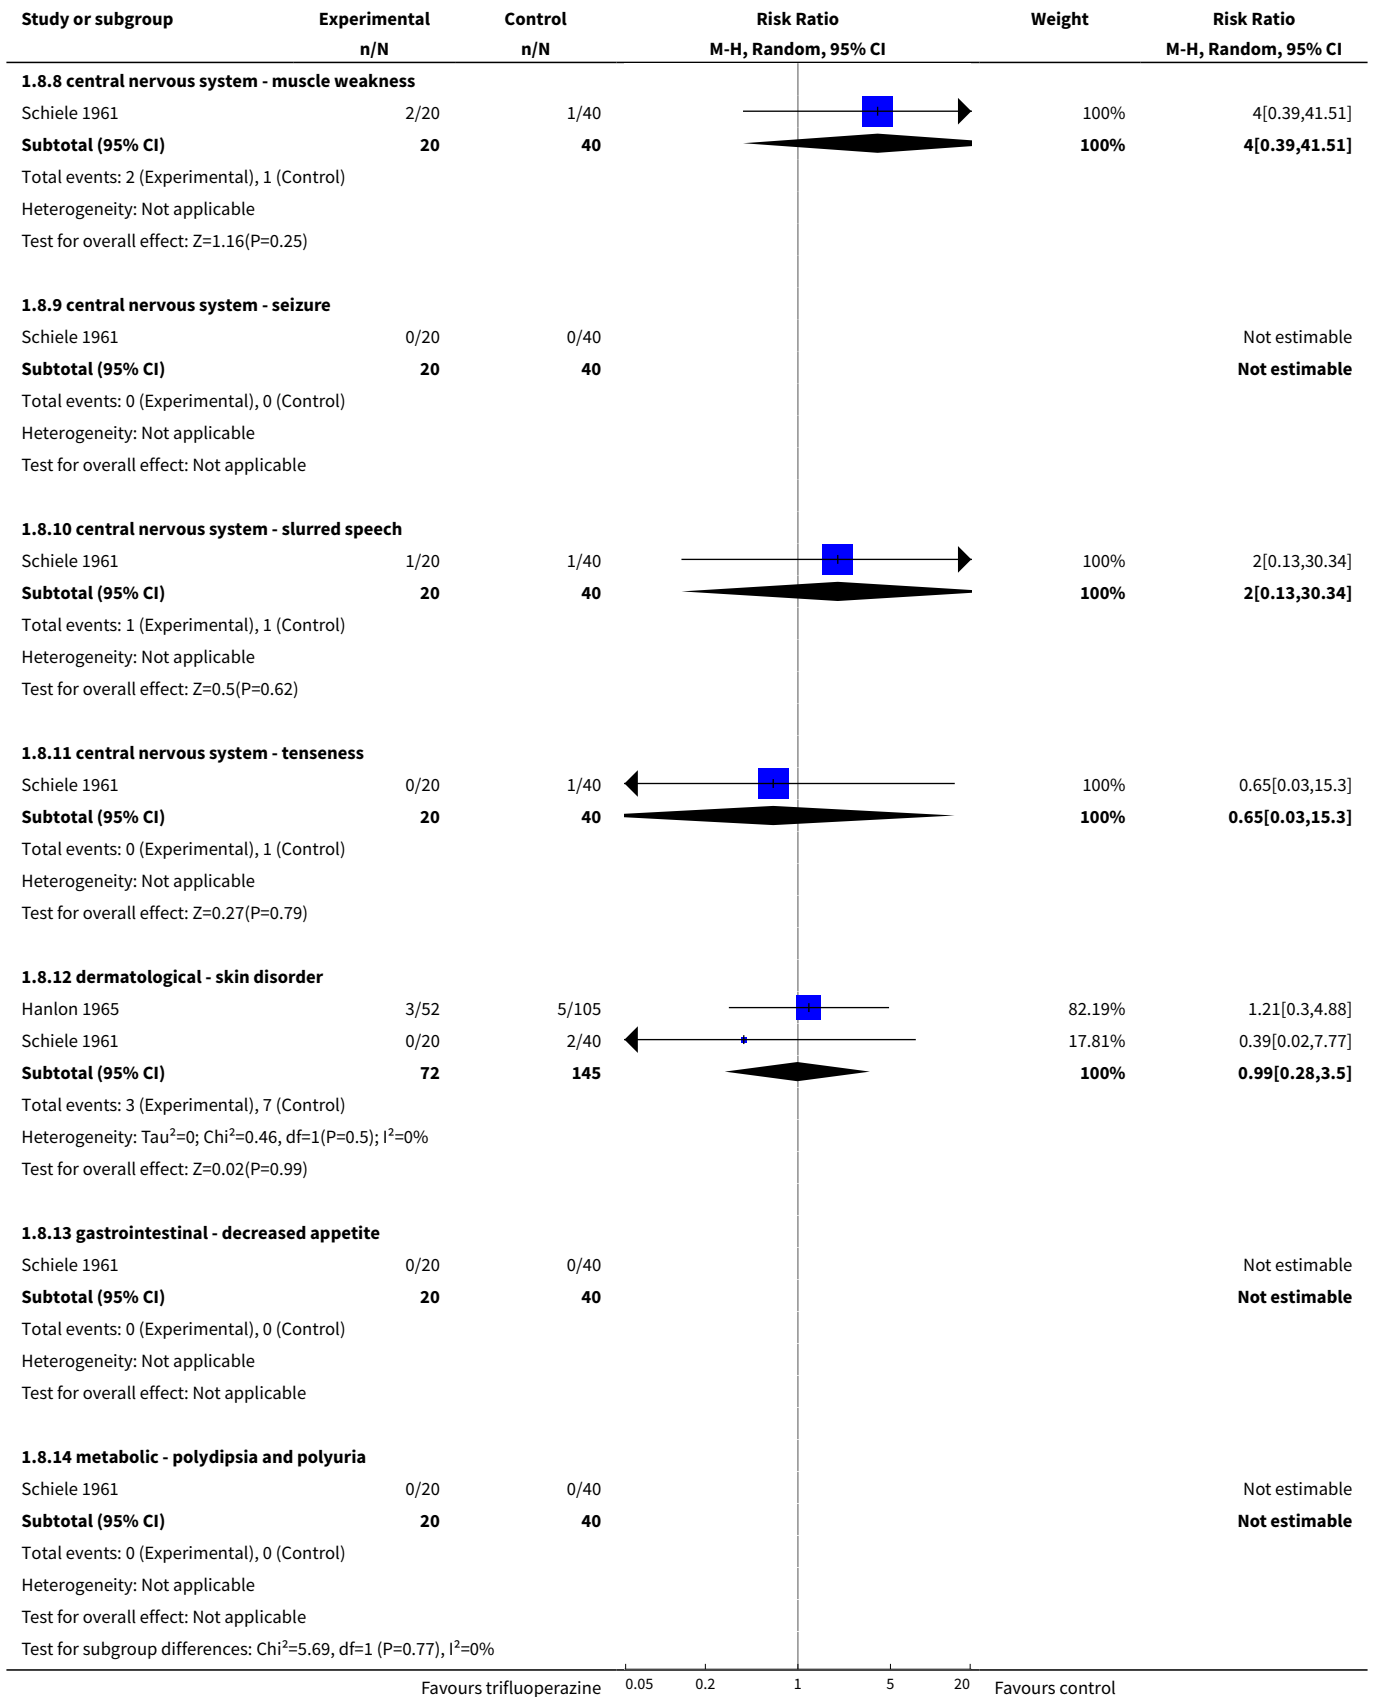 Study or subgroup Experimental Control Risk Ratio Weight Risk Ratio
n/N n/N M-H, Random, 95% CI M-H, Random, 95% CI
1.8.8 central nervous system - muscle weakness
Schiele 1961 2/20 1/40 100% 4[0.39,41.51]
Subtotal (95% CI) 20 40 100% 4[0.39,41.51]
Total events: 2 (Experimental), 1 (Control)
Heterogeneity: Not applicable
Test for overall effect: Z=1.16(P=0.25)
1.8.9 central nervous system - seizure
Schiele 1961 0/20 0/40 Not estimable
Subtotal (95% CI) 20 40 Not estimable
Total events: 0 (Experimental), 0 (Control)
Heterogeneity: Not applicable
Test for overall effect: Not applicable
1.8.10 central nervous system - slurred speech
Schiele 1961 1/20 1/40 100% 2[0.13,30.34]
Subtotal (95% CI) 20 40 100% 2[0.13,30.34]
Total events: 1 (Experimental), 1 (Control)
Heterogeneity: Not applicable
Test for overall effect: Z=0.5(P=0.62)
1.8.11 central nervous system - tenseness
Schiele 1961 0/20 1/40 100% 0.65[0.03,15.3]
Subtotal (95% CI) 20 40 100% 0.65[0.03,15.3]
Total events: 0 (Experimental), 1 (Control)
Heterogeneity: Not applicable
Test for overall effect: Z=0.27(P=0.79)
1.8.12 dermatological - skin disorder
Hanlon 1965 3/52 5/105 82.19% 1.21[0.3,4.88]
Schiele 1961 0/20 2/40 17.81% 0.39[0.02,7.77]
Subtotal (95% CI) 72 145 100% 0.99[0.28,3.5]
Total events: 3 (Experimental), 7 (Control)
Heterogeneity: Tau²=0; Chi²=0.46, df=1(P=0.5); I²=0%
Test for overall effect: Z=0.02(P=0.99)
1.8.13 gastrointestinal - decreased appetite
Schiele 1961 0/20 0/40 Not estimable
Subtotal (95% CI) 20 40 Not estimable
Total events: 0 (Experimental), 0 (Control)
Heterogeneity: Not applicable
Test for overall effect: Not applicable
1.8.14 metabolic - polydipsia and polyuria
Schiele 1961 0/20 0/40 Not estimable
Subtotal (95% CI) 20 40 Not estimable
Total events: 0 (Experimental), 0 (Control)
Heterogeneity: Not applicable
Test for overall effect: Not applicable
Test for subgroup differences: Chi²=5.69, df=1 (P=0.77), I²=0%
Favours trifluoperazine 0.05 0.2 1 5 20 Favours control